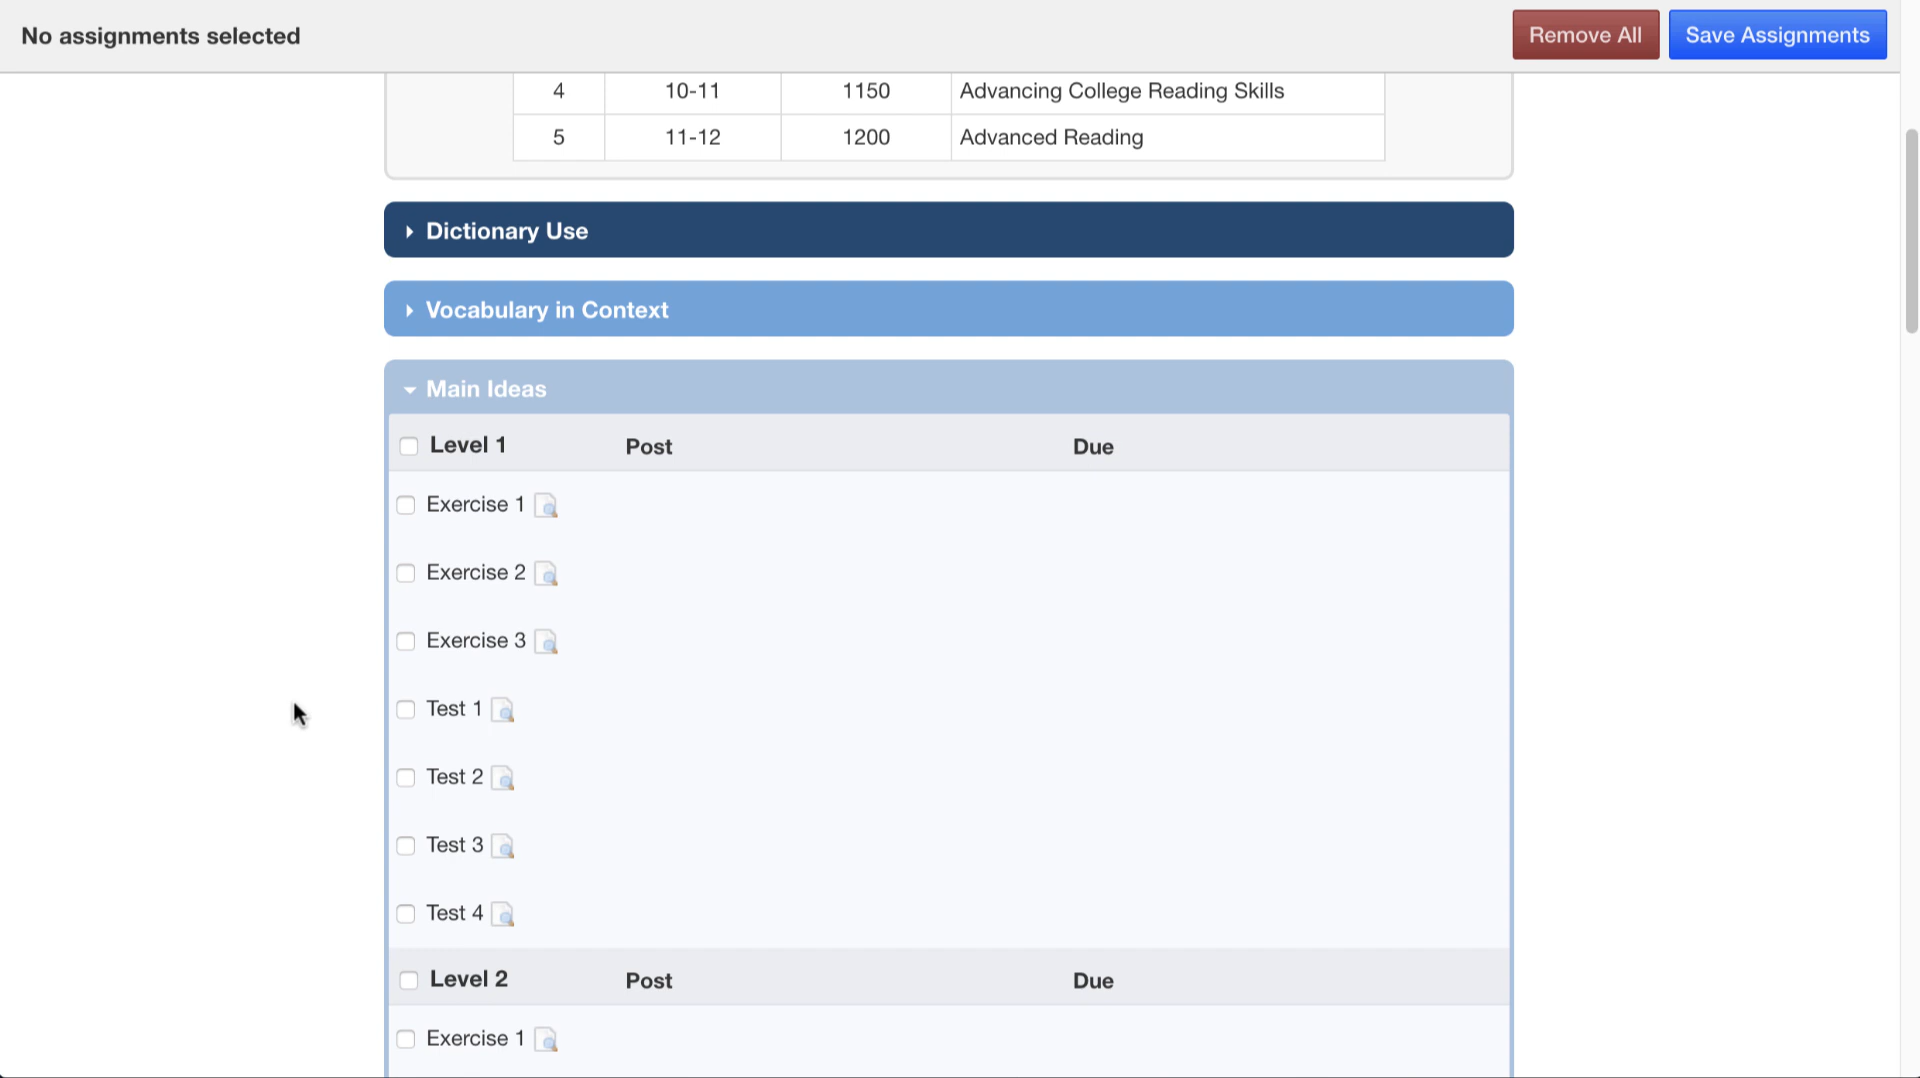 No assignments selected
Remove All
Save Assignments
4 10-11 1150 Advancing College Reading Skills
5 11-12 1200 Advanced Reading
Dictionary Use
Vocabulary in Context
Main Ideas
Level 1 Post Due
Exercise 1
Exercise 2
Exercise 3
Test 1
Test 2
Test 3
Test 4
Level 2 Post Due
Exercise 1